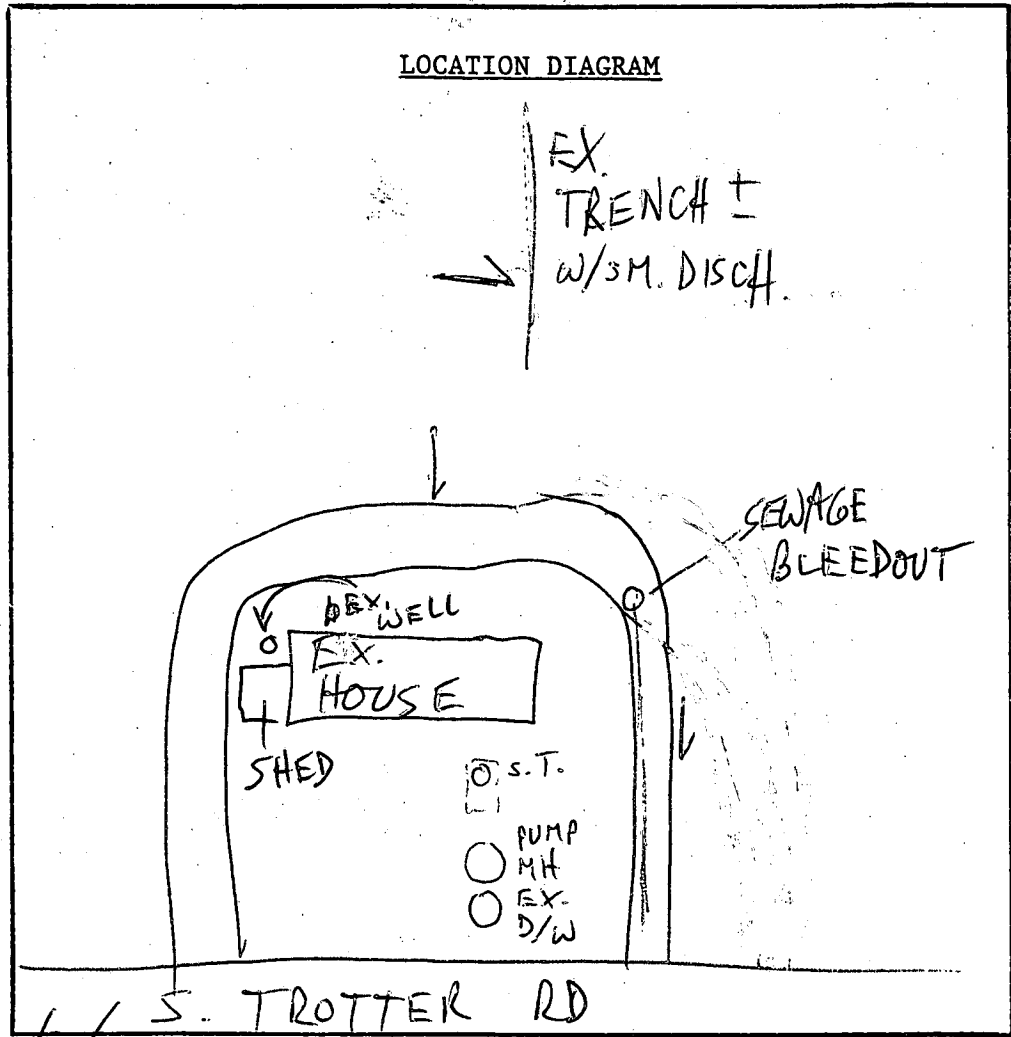 LOCATION DIAGRAM
EX.
TRENCH ±
W/SM. DISCH.
SEWAGE
BLEEDOUT
EX. WELL
EX.
HOUSE
SHED
S.T.
PUMP
MH
EX.
D/W
S. TROTTER RD